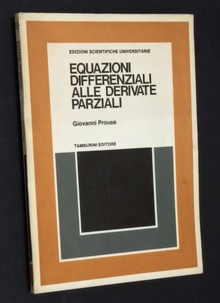 EDIZIONI SCIENTIFICHE UNIVERSITARIE
EQUAZIONI
DIFFERENZIALI
ALLE DERIVATE
PARZIALI
Giovanni Prouse
TAMBURINI EDITORE